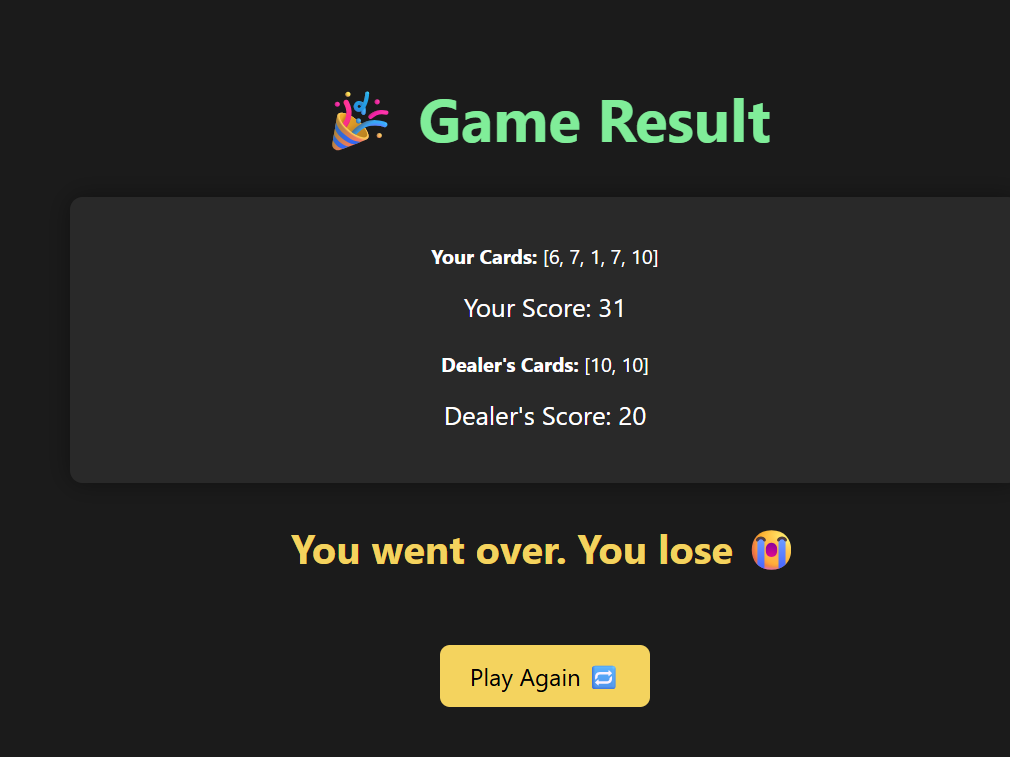 🎉 Game Result
Your Cards: [6, 7, 1, 7, 10]
Your Score: 31
Dealer's Cards: [10, 10]
Dealer's Score: 20
You went over. You lose 😭
Play Again 🔁